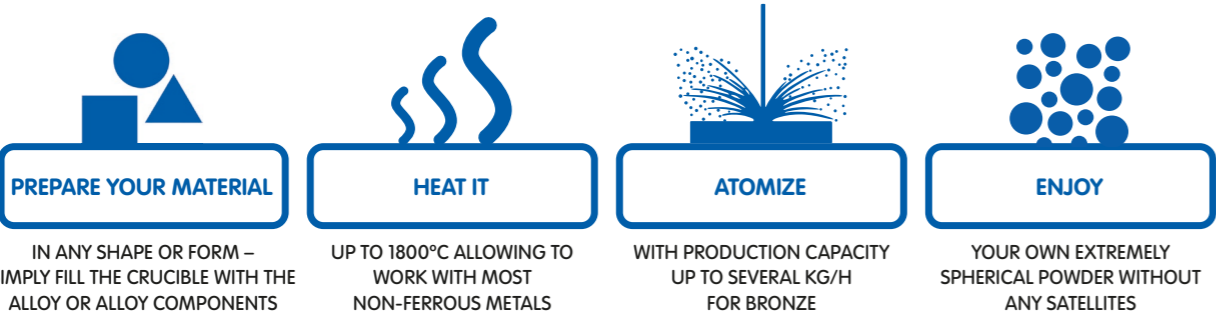 PREPARE YOUR MATERIAL
IN ANY SHAPE OR FORM –
IMPLY FILL THE CRUCIBLE WITH THE
ALLOY OR ALLOY COMPONENTS
HEAT IT
UP TO 1800°C ALLOWING TO
WORK WITH MOST
NON-FERROUS METALS
ATOMIZE
WITH PRODUCTION CAPACITY
UP TO SEVERAL KG/H
FOR BRONZE
ENJOY
YOUR OWN EXTREMELY
SPHERICAL POWDER WITHOUT
ANY SATELLITES